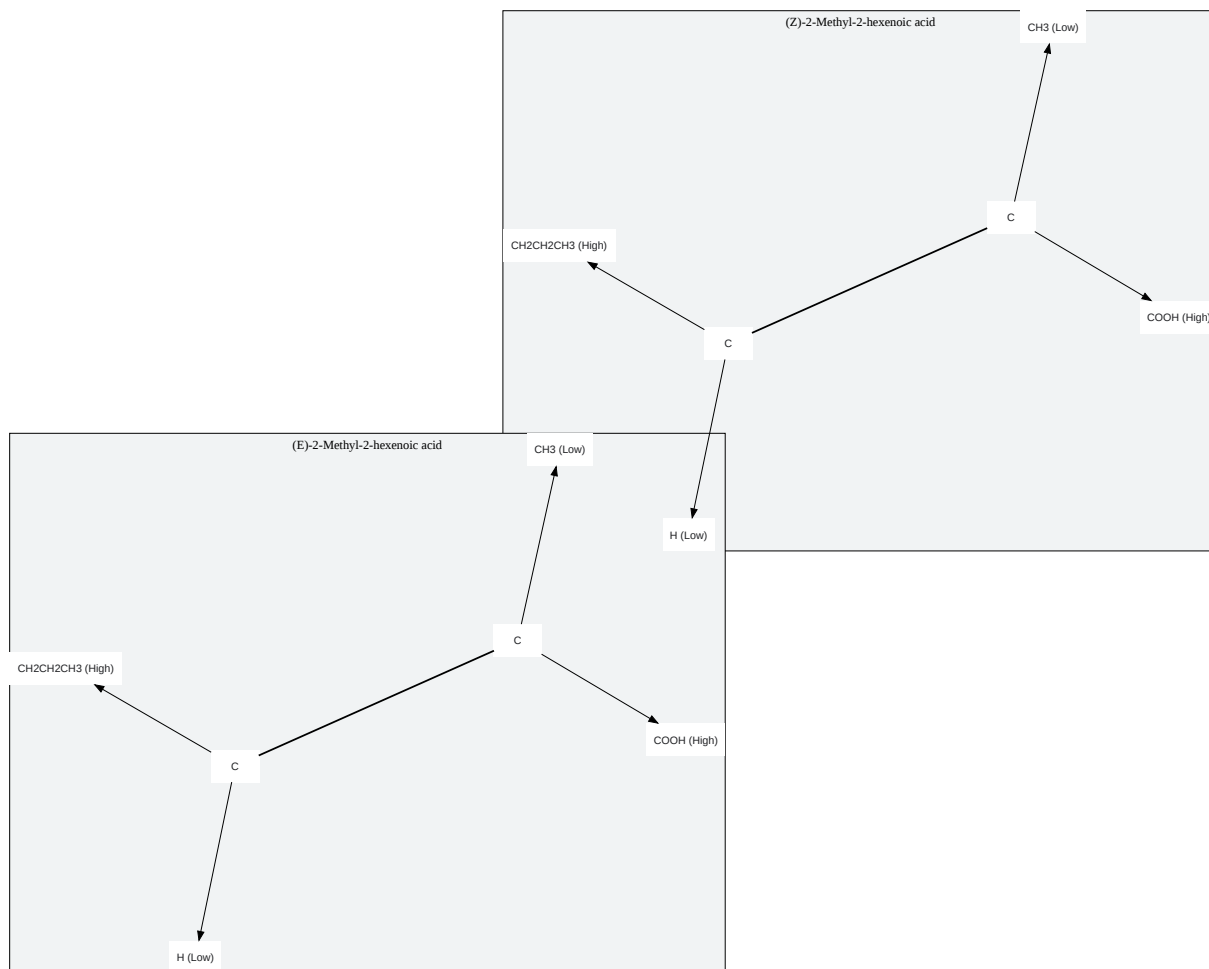 (Z)-2-Methyl-2-hexenoic acid
CH3 (Low)
C
CH2CH2CH3 (High)
COOH (High)
C
H (Low)
(E)-2-Methyl-2-hexenoic acid
CH3 (Low)
C
CH2CH2CH3 (High)
COOH (High)
C
H (Low)